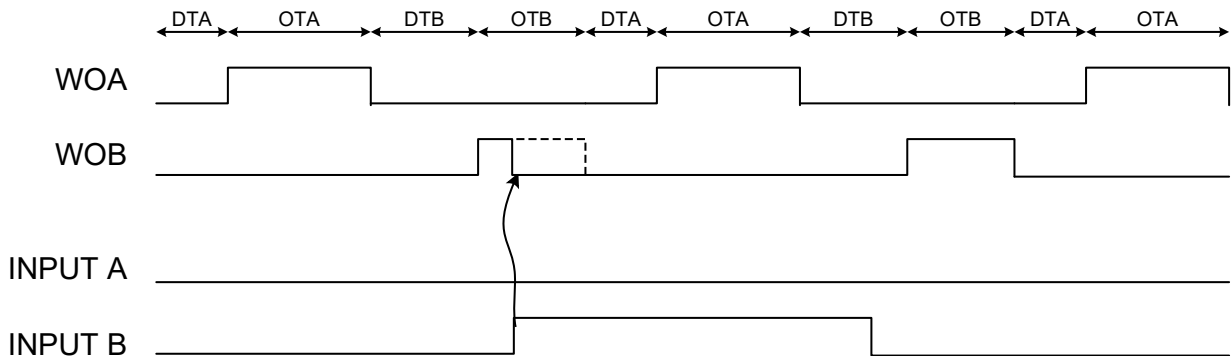 DTA OTA DTB OTB DTA OTA DTB OTB DTA OTA
WOA
WOB
INPUT A
INPUT B